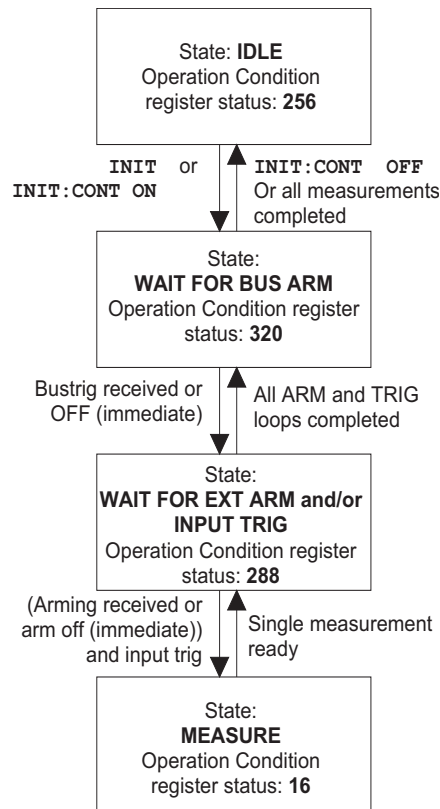 State: IDLE
Operation Condition
register status: 256
INIT or
INIT:CONT ON
INIT:CONT OFF
Or all measurements
completed
State:
WAIT FOR BUS ARM
Operation Condition register
status: 320
Bustrig received or
OFF (immediate)
All ARM and TRIG
loops completed
State:
WAIT FOR EXT ARM and/or
INPUT TRIG
Operation Condition register
status: 288
(Arming received or
arm off (immediate))
and input trig
Single measurement
ready
State:
MEASURE
Operation Condition
register status: 16